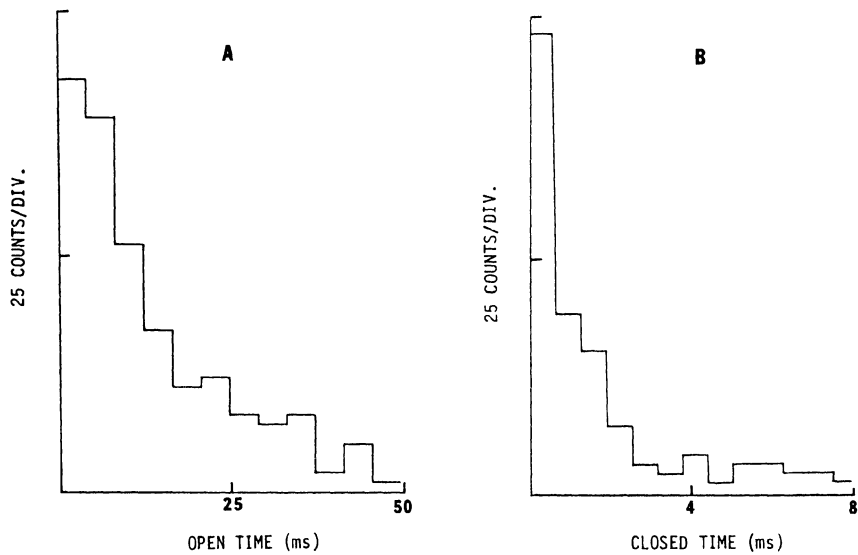 A
25 COUNTS/DIV.
25
50
OPEN TIME (ms)
B
25 COUNTS/DIV.
4
8
CLOSED TIME (ms)